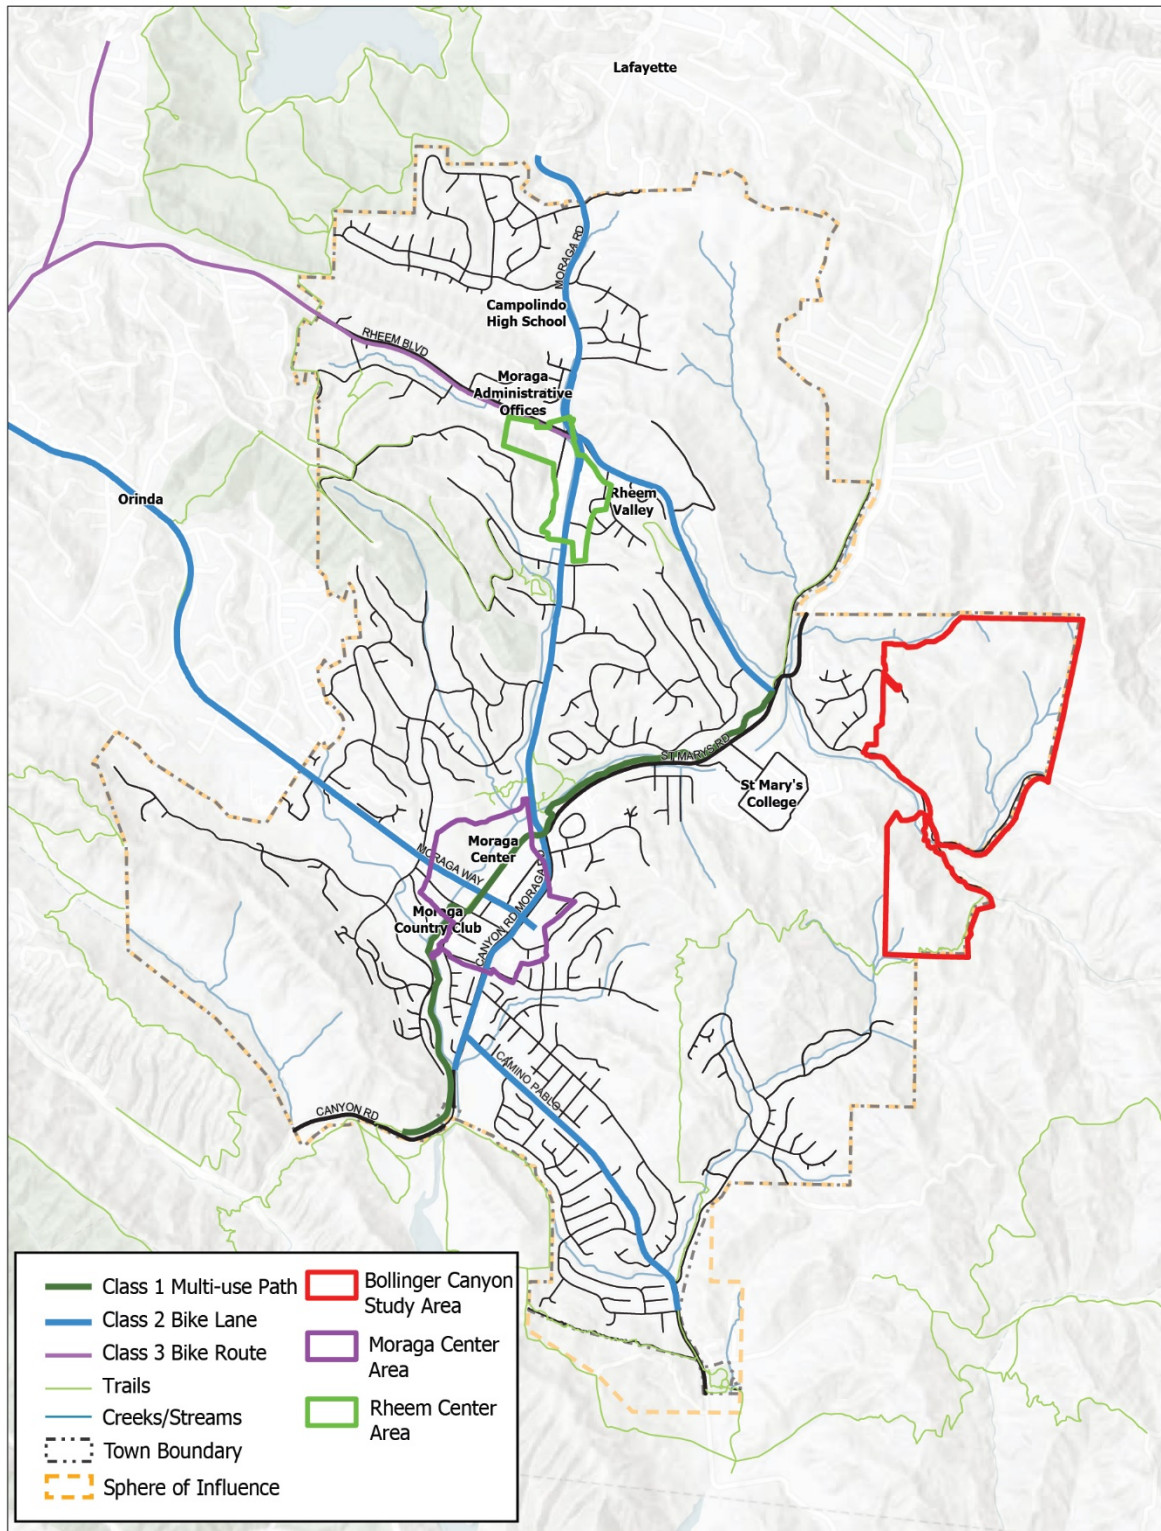 Lafayette
MORAGA RD
Campolindo
High School
RHEEM BLVD
Moraga
Administrative
Offices
Orinda
Rheem
Valley
ST MARYS RD
St Mary's
College
Moraga
Center
MORAGA WAY
MORAGA RD
Moraga
Country Club
CANYON RD
CAMINO PABLO
CANYON RD
Class 1 Multi-use Path
Class 2 Bike Lane
Class 3 Bike Route
Trails
Creeks/Streams
Town Boundary
Sphere of Influence
Bollinger Canyon
Study Area
Moraga Center
Area
Rheem Center
Area